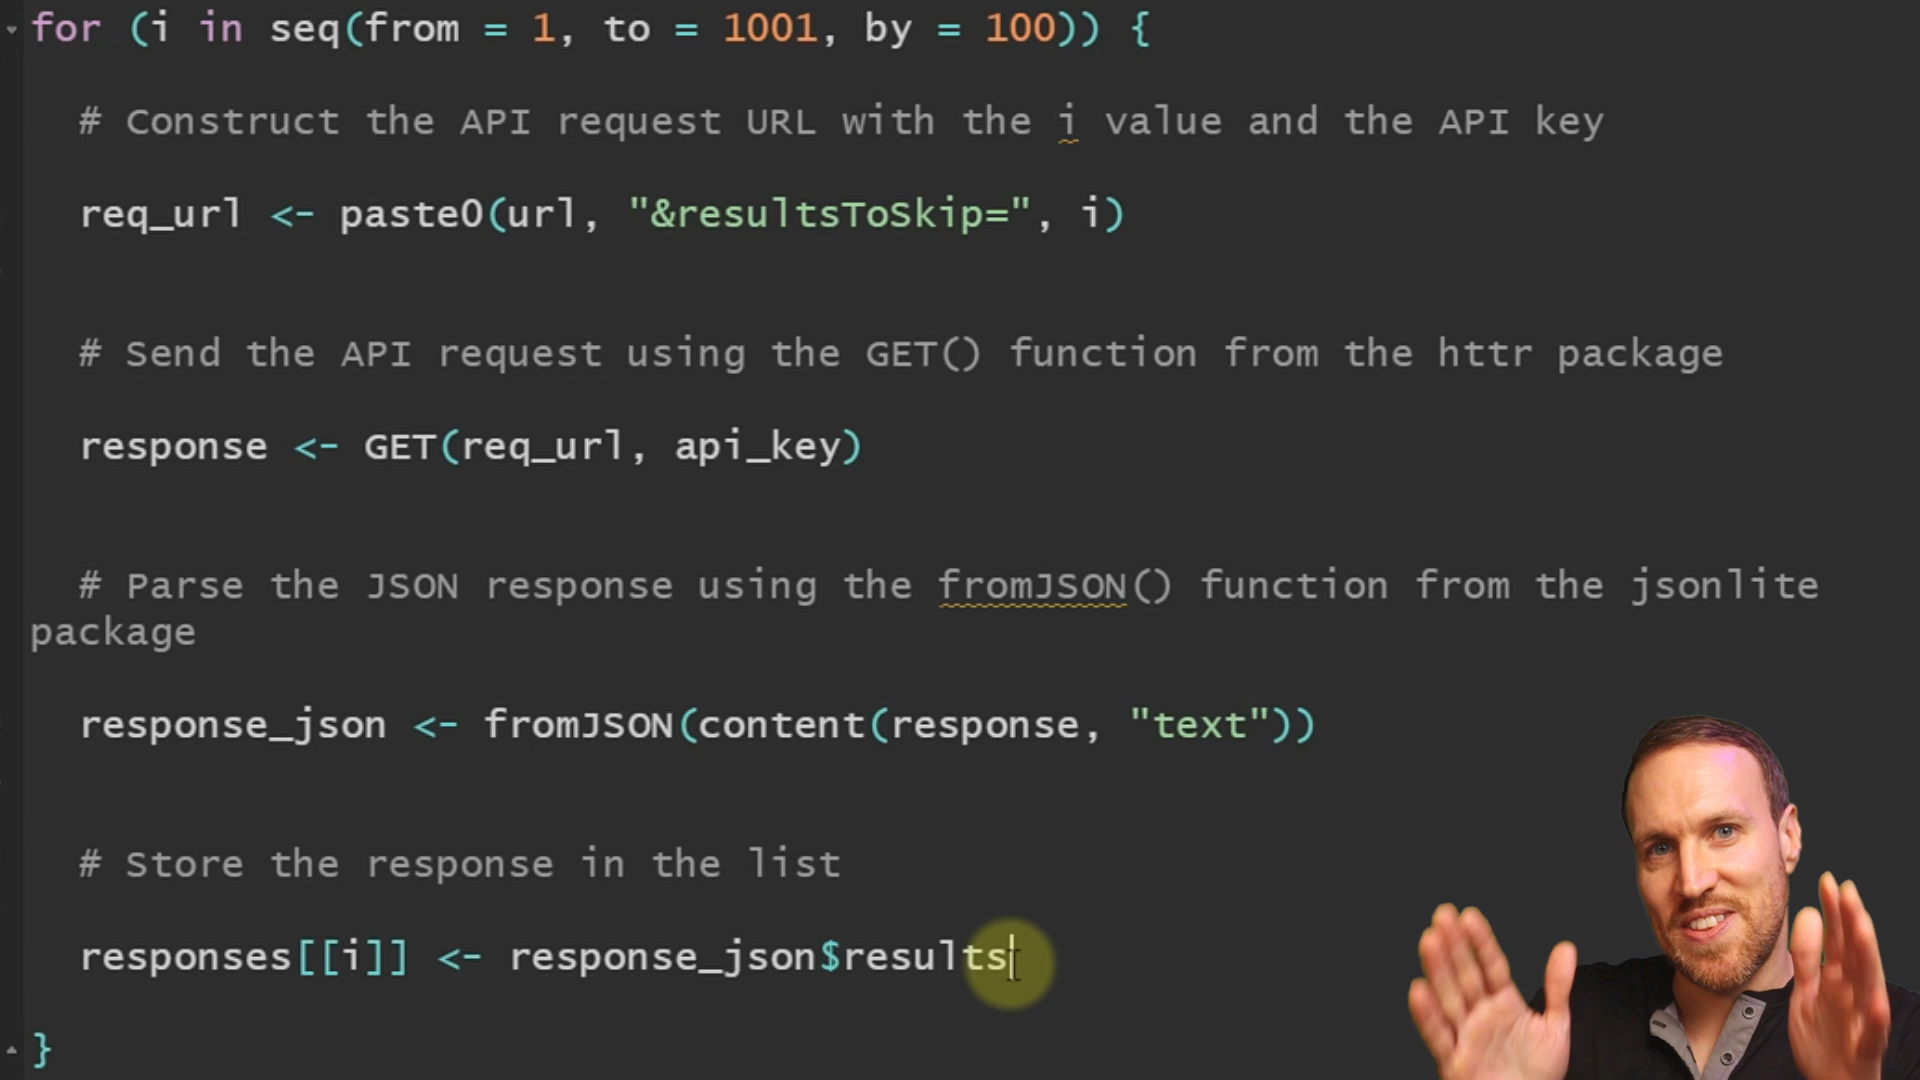 for (i in seq(from = 1, to = 1001, by = 100)) {
# Construct the API request URL with the i value and the API key
req_url <- paste0(url, "&resultsToSkip=", i)
# Send the API request using the GET() function from the httr package
response <- GET(req_url, api_key)
# Parse the JSON response using the fromJSON() function from the jsonlite
package
response_json <- fromJSON(content(response, "text"))
# Store the response in the list
responses[[i]] <- response_json$results
}